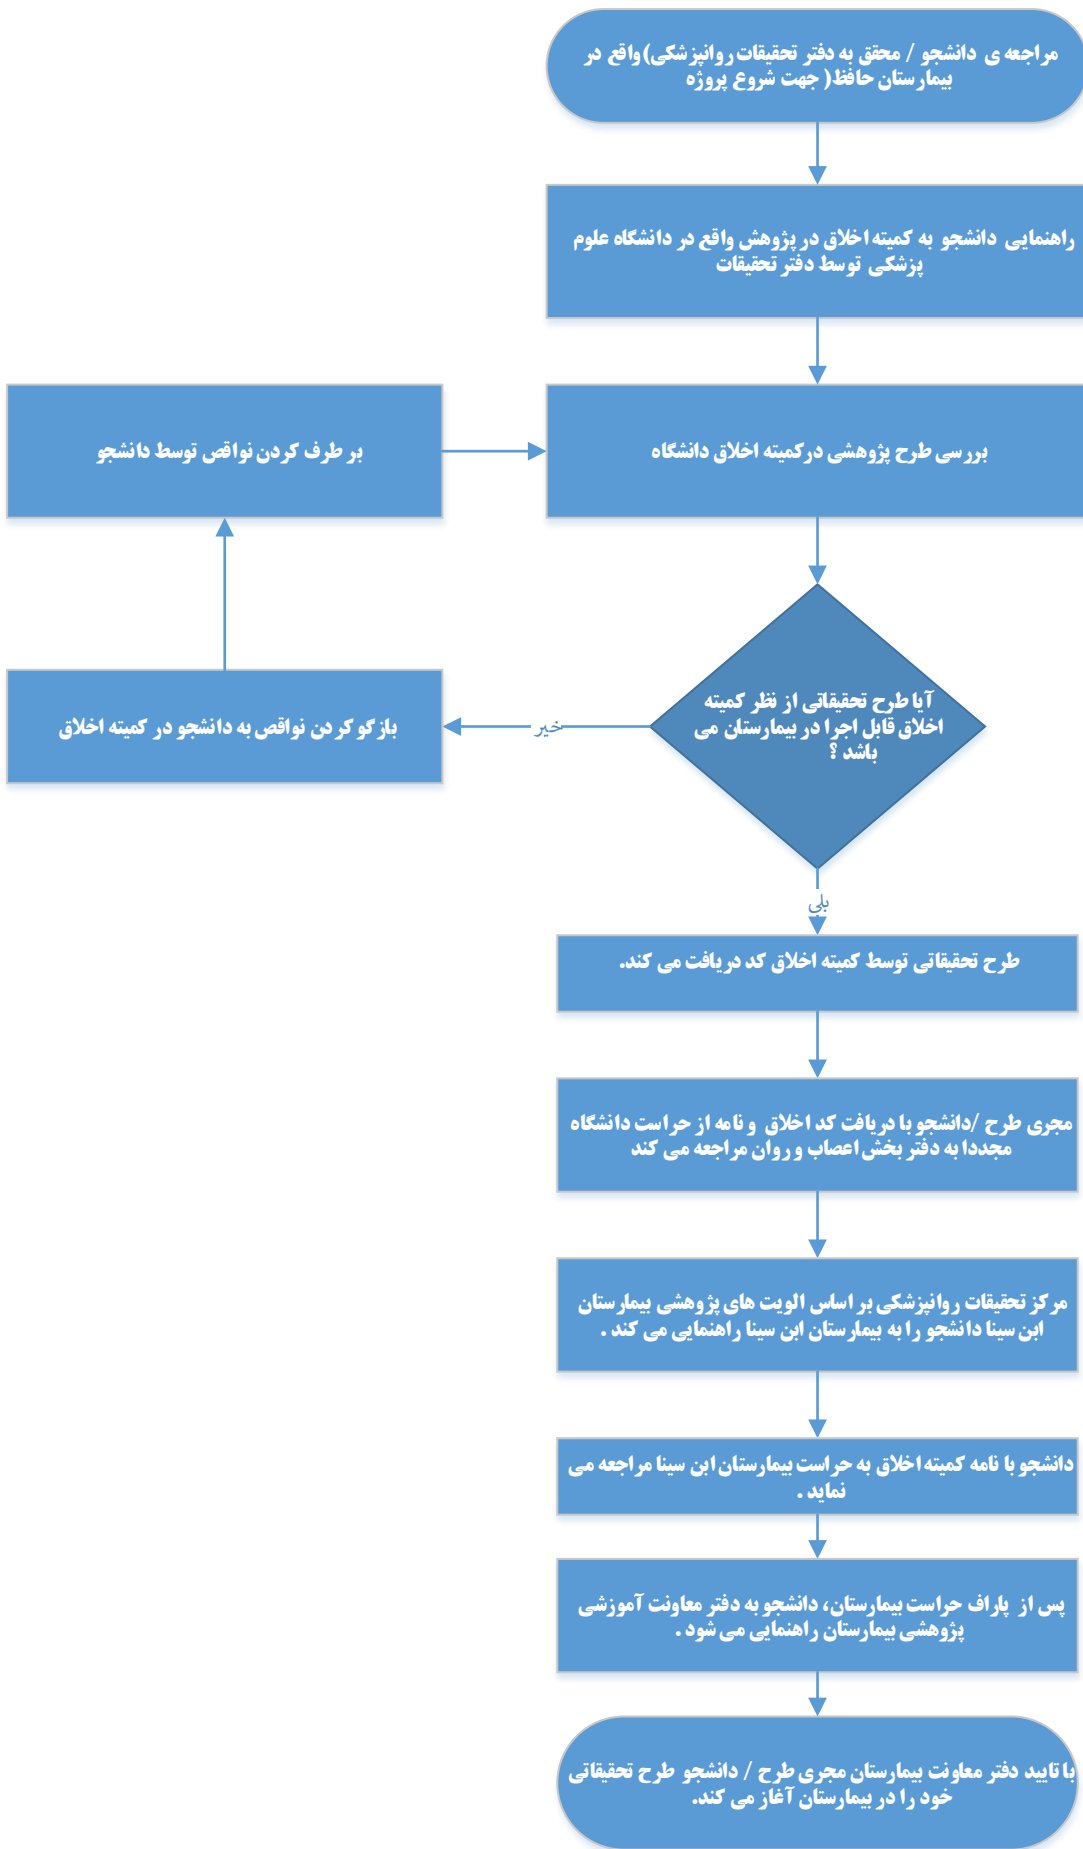 مراجعه ی دانشجو / محقق به دفتر تحقیقات روانپزشکی)واقع در
بیمارستان حافظ( جهت شروع پروژه
راهنمایی دانشجو به کمیته اخلاق در پژوهش واقع در دانشگاه علوم
پزشکی توسط دفتر تحقیقات
بررسی طرح پژوهشی درکمیته اخلاق دانشگاه
بر طرف کردن نواقص توسط دانشجو
آیا طرح تحقیقاتی از نظر کمیته
اخلاق قابل اجرا در بیمارستان می
باشد ؟
خیر
بازگو کردن نواقص به دانشجو در کمیته اخلاق
بلی
طرح تحقیقاتی توسط کمیته اخلاق کد دریافت می کند.
مجری طرح /دانشجو با دریافت کد اخلاق و نامه از حراست دانشگاه
مجددا به دفتر بخش اعصاب و روان مراجعه می کند
مرکز تحقیقات روانپزشکی بر اساس الویت های پژوهشی بیمارستان
ابن سینا دانشجو را به بیمارستان ابن سینا راهنمایی می کند .
دانشجو با نامه کمیته اخلاق به حراست بیمارستان ابن سینا مراجعه می
نماید .
پس از پاراف حراست بیمارستان، دانشجو به دفتر معاونت آموزشی
پژوهشی بیمارستان راهنمایی می شود .
با تایید دفتر معاونت بیمارستان مجری طرح / دانشجو طرح تحقیقاتی
خود را در بیمارستان آغاز می کند.